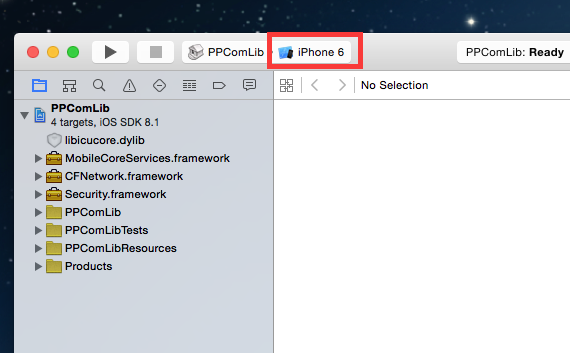 PPComLib
iPhone 6
PPComLib: Ready
No Selection
PPComLib
4 targets, iOS SDK 8.1
libicucore.dylib
MobileCoreServices.framework
CFNetwork.framework
Security.framework
PPComLib
PPComLibTests
PPComLibResources
Products